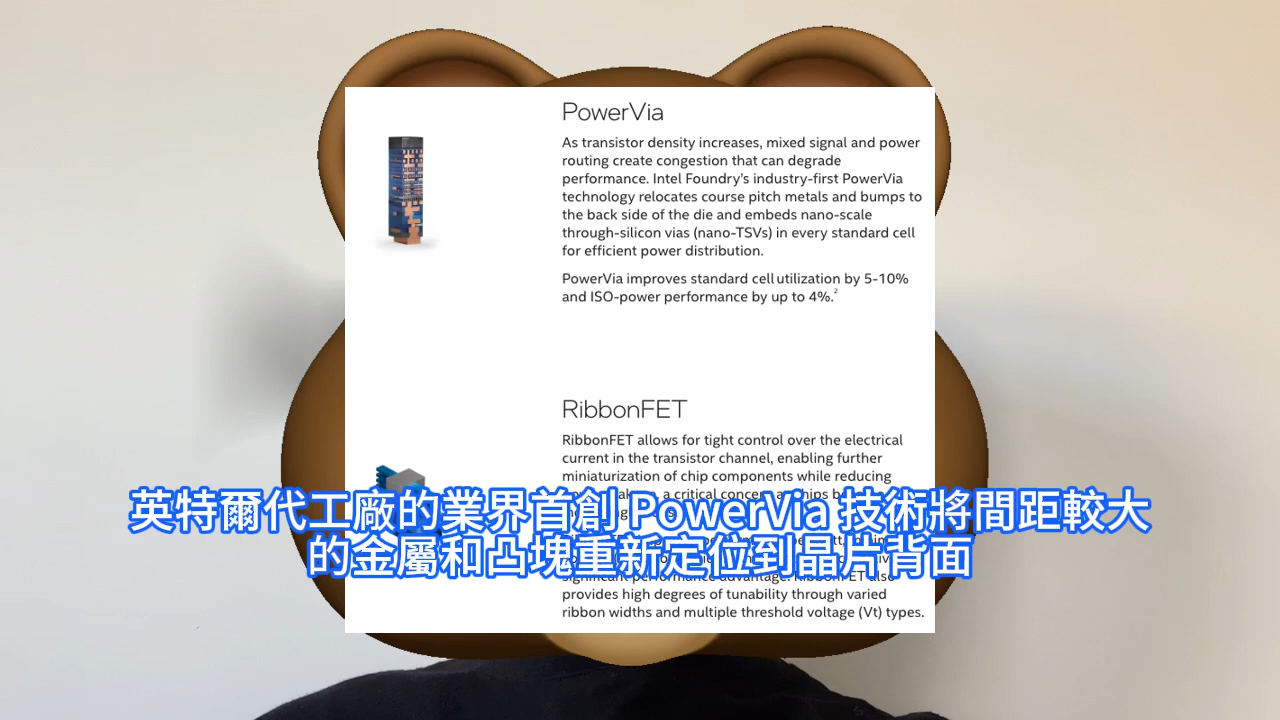 PowerVia
As transistor density increases, mixed signal and power
routing create congestion that can degrade
performance. Intel Foundry's industry-first PowerVia
technology relocates course pitch metals and bumps to
the back side of the die and embeds nano-scale
through-silicon vias (nano-TSVs) in every standard cell
for efficient power distribution.
PowerVia improves standard cell utilization by 5-10%
and ISO-power performance by up to 4%.²
RibbonFET
RibbonFET allows for tight control over the electrical
current in the transistor channel, enabling further
miniaturization of chip components while reducing
英特爾代工廠的業界首創 PowerVia 技術將間距較大
的金屬和凸塊重新定位到晶片背面
significant performance advantage. RibbonFET also
provides high degrees of tunability through varied
ribbon widths and multiple threshold voltage (Vt) types.